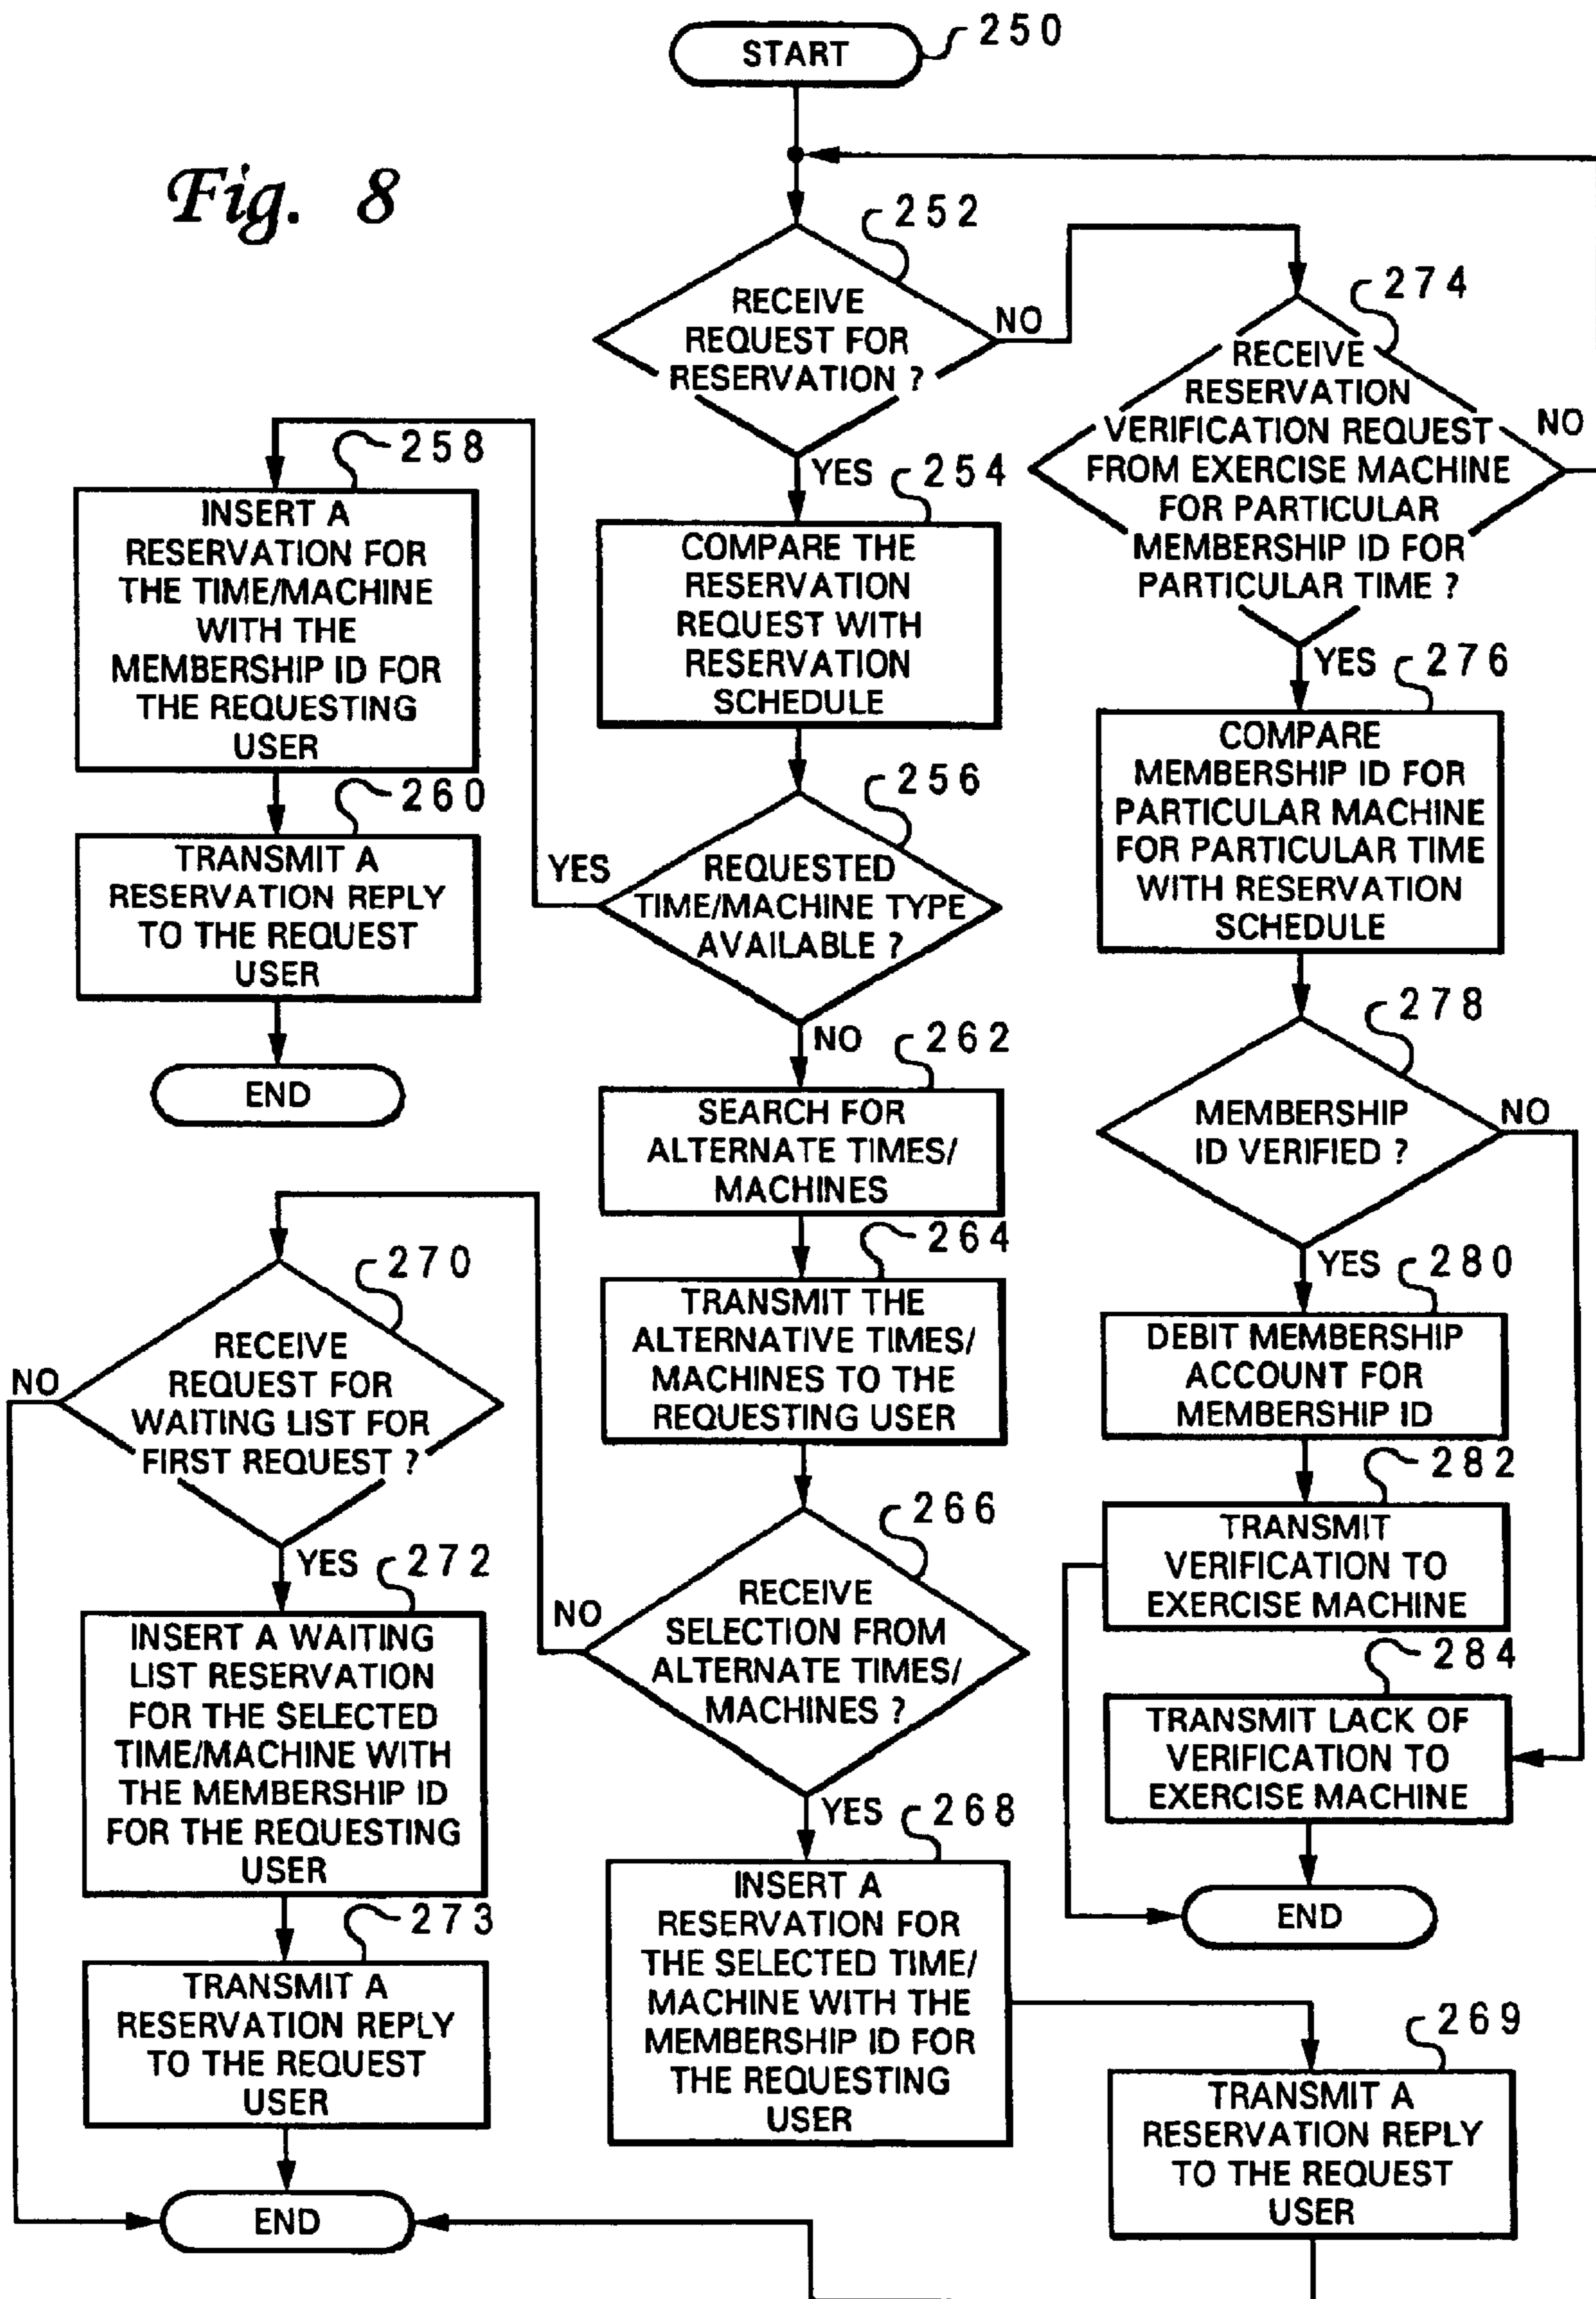 START
250
Fig. 8
252
RECEIVE
REQUEST FOR
RESERVATION ?
NO
YES
274
RECEIVE
RESERVATION
VERIFICATION REQUEST
FROM EXERCISE MACHINE
FOR PARTICULAR
MEMBERSHIP ID FOR
PARTICULAR TIME ?
NO
YES
254
COMPARE THE
RESERVATION
REQUEST WITH
RESERVATION
SCHEDULE
256
REQUESTED
TIME/MACHINE TYPE
AVAILABLE ?
YES
NO
258
INSERT A
RESERVATION FOR
THE TIME/MACHINE
WITH THE
MEMBERSHIP ID FOR
THE REQUESTING
USER
260
TRANSMIT A
RESERVATION REPLY
TO THE REQUEST
USER
END
276
COMPARE
MEMBERSHIP ID FOR
PARTICULAR MACHINE
FOR PARTICULAR TIME
WITH RESERVATION
SCHEDULE
278
MEMBERSHIP
ID VERIFIED ?
NO
YES
262
SEARCH FOR
ALTERNATE TIMES/
MACHINES
264
TRANSMIT THE
ALTERNATIVE TIMES/
MACHINES TO THE
REQUESTING USER
266
RECEIVE
SELECTION FROM
ALTERNATE TIMES/
MACHINES ?
NO
YES
270
RECEIVE
REQUEST FOR
WAITING LIST FOR
FIRST REQUEST ?
NO
YES
272
INSERT A WAITING
LIST RESERVATION
FOR THE SELECTED
TIME/MACHINE WITH
THE MEMBERSHIP ID
FOR THE REQUESTING
USER
273
TRANSMIT A
RESERVATION REPLY
TO THE REQUEST
USER
END
280
DEBIT MEMBERSHIP
ACCOUNT FOR
MEMBERSHIP ID
282
TRANSMIT
VERIFICATION TO
EXERCISE MACHINE
284
TRANSMIT LACK OF
VERIFICATION TO
EXERCISE MACHINE
END
268
INSERT A
RESERVATION FOR
THE SELECTED TIME/
MACHINE WITH THE
MEMBERSHIP ID FOR
THE REQUESTING
USER
269
TRANSMIT A
RESERVATION REPLY
TO THE REQUEST
USER